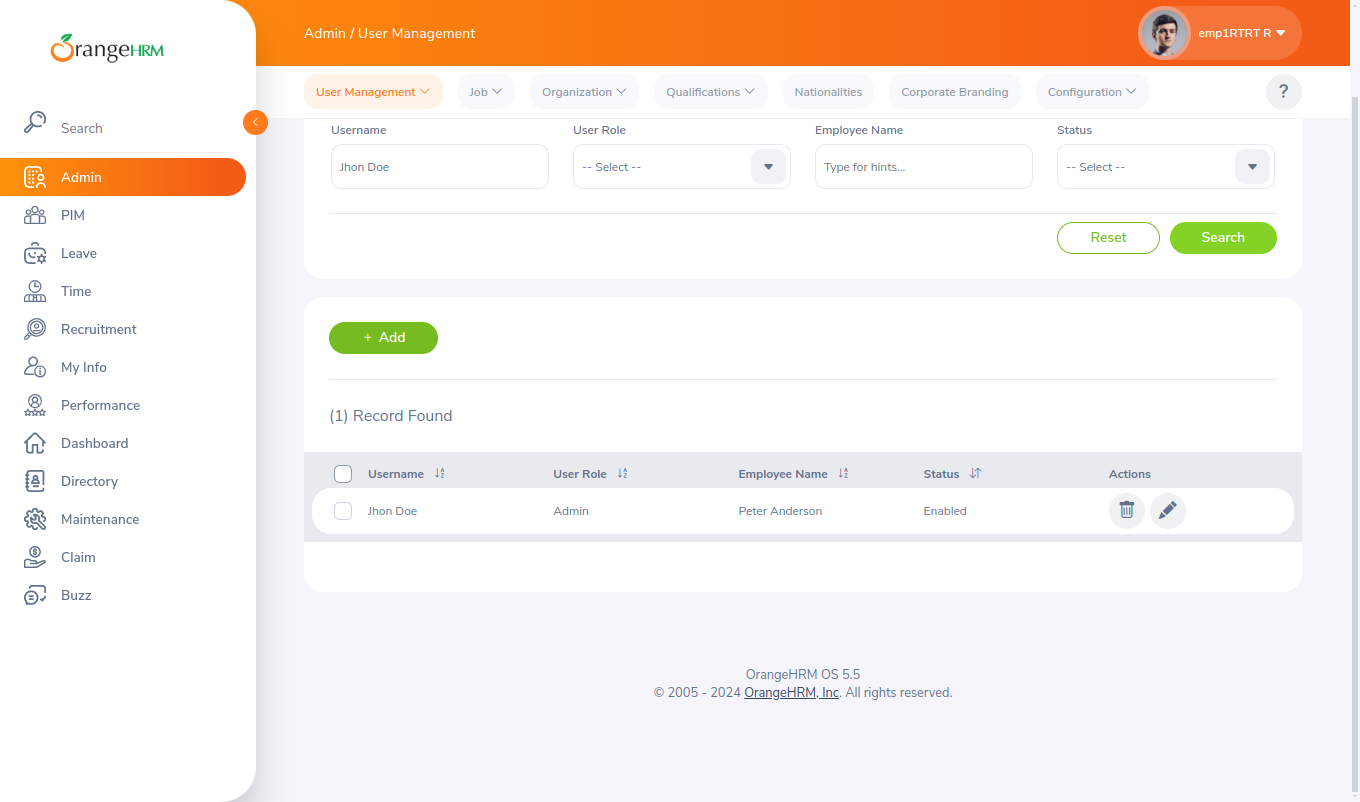 OrangeHRM
Admin / User Management
emp1RTRT R
User Management
Job
Organization
Qualifications
Nationalities
Corporate Branding
Configuration
?
Search
Admin
PIM
Leave
Time
Recruitment
My Info
Performance
Dashboard
Directory
Maintenance
Claim
Buzz
Username User Role Employee Name Status
Jhon Doe -- Select -- Type for hints... -- Select --
Reset Search
+ Add
(1) Record Found
Username User Role Employee Name Status Actions
Jhon Doe Admin Peter Anderson Enabled
OrangeHRM OS 5.5
© 2005 - 2024 OrangeHRM, Inc. All rights reserved.